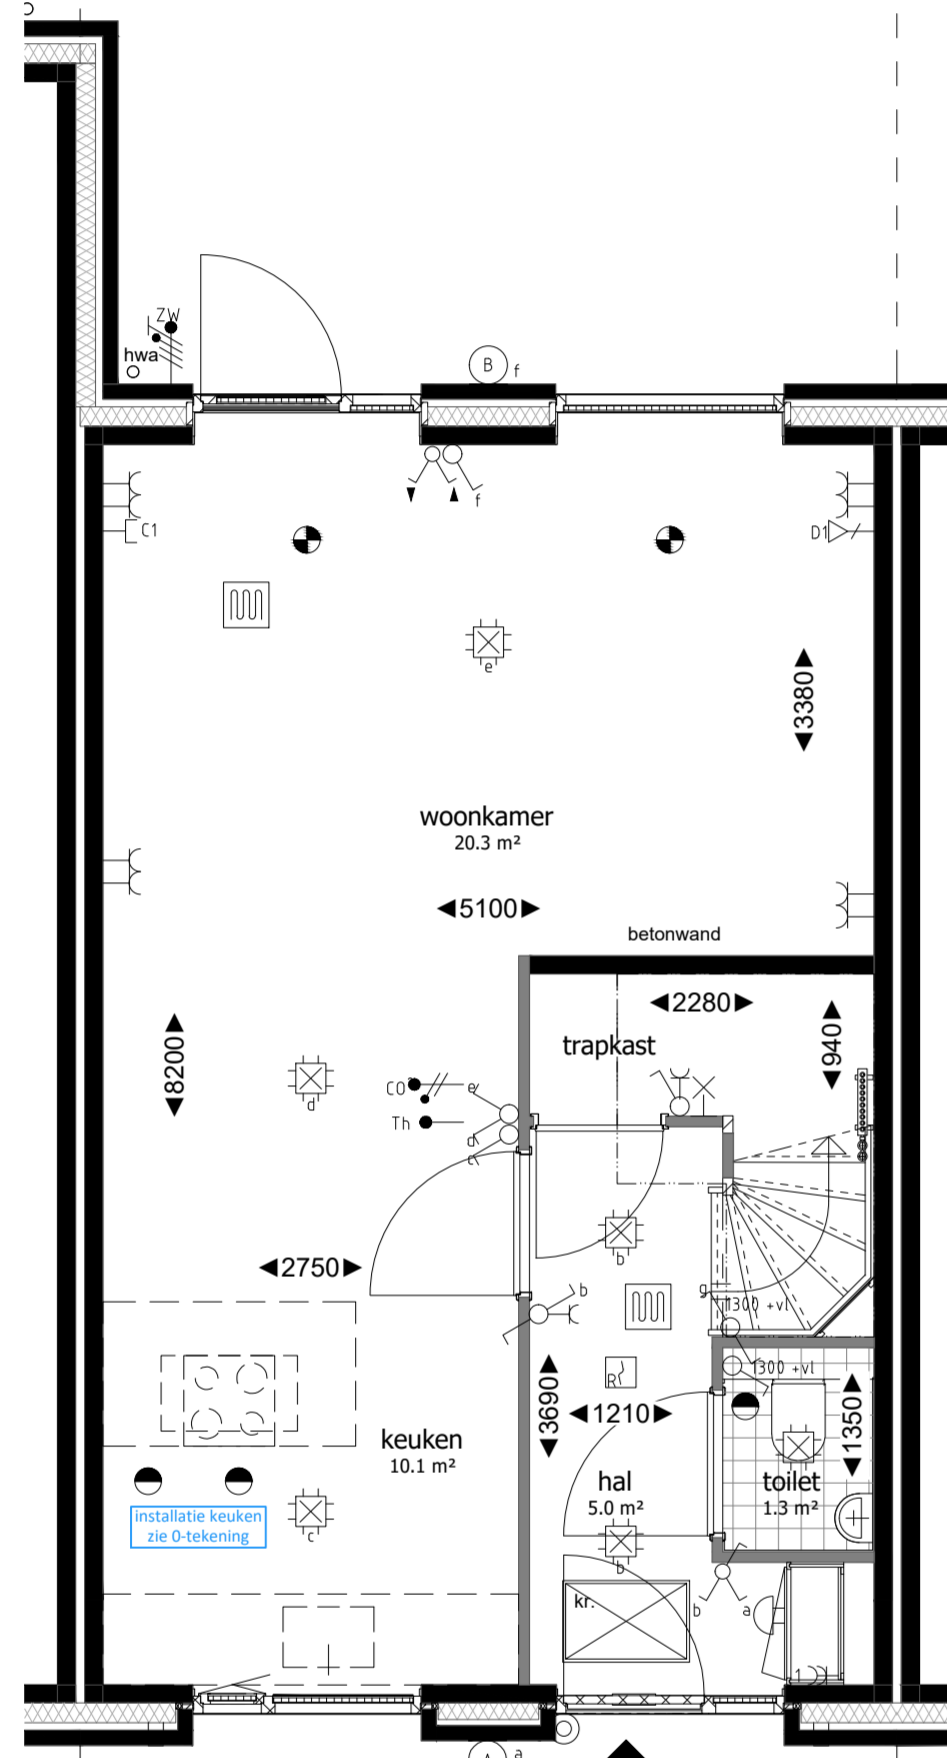 ZW
hwa
B
f
f
C1
D1
e
3380
woonkamer
20.3 m²
5100
betonwand
2280
trapkast
940
8200
d
CO²
e
Th
d
c
b
2750
b
g
1300 +vl
R
1300 +vl
3690
1210
1350
keuken
10.1 m²
hal
5.0 m²
toilet
1.3 m²
installatie keuken
zie 0-tekening
c
b
kr.
b
a
1
A
a